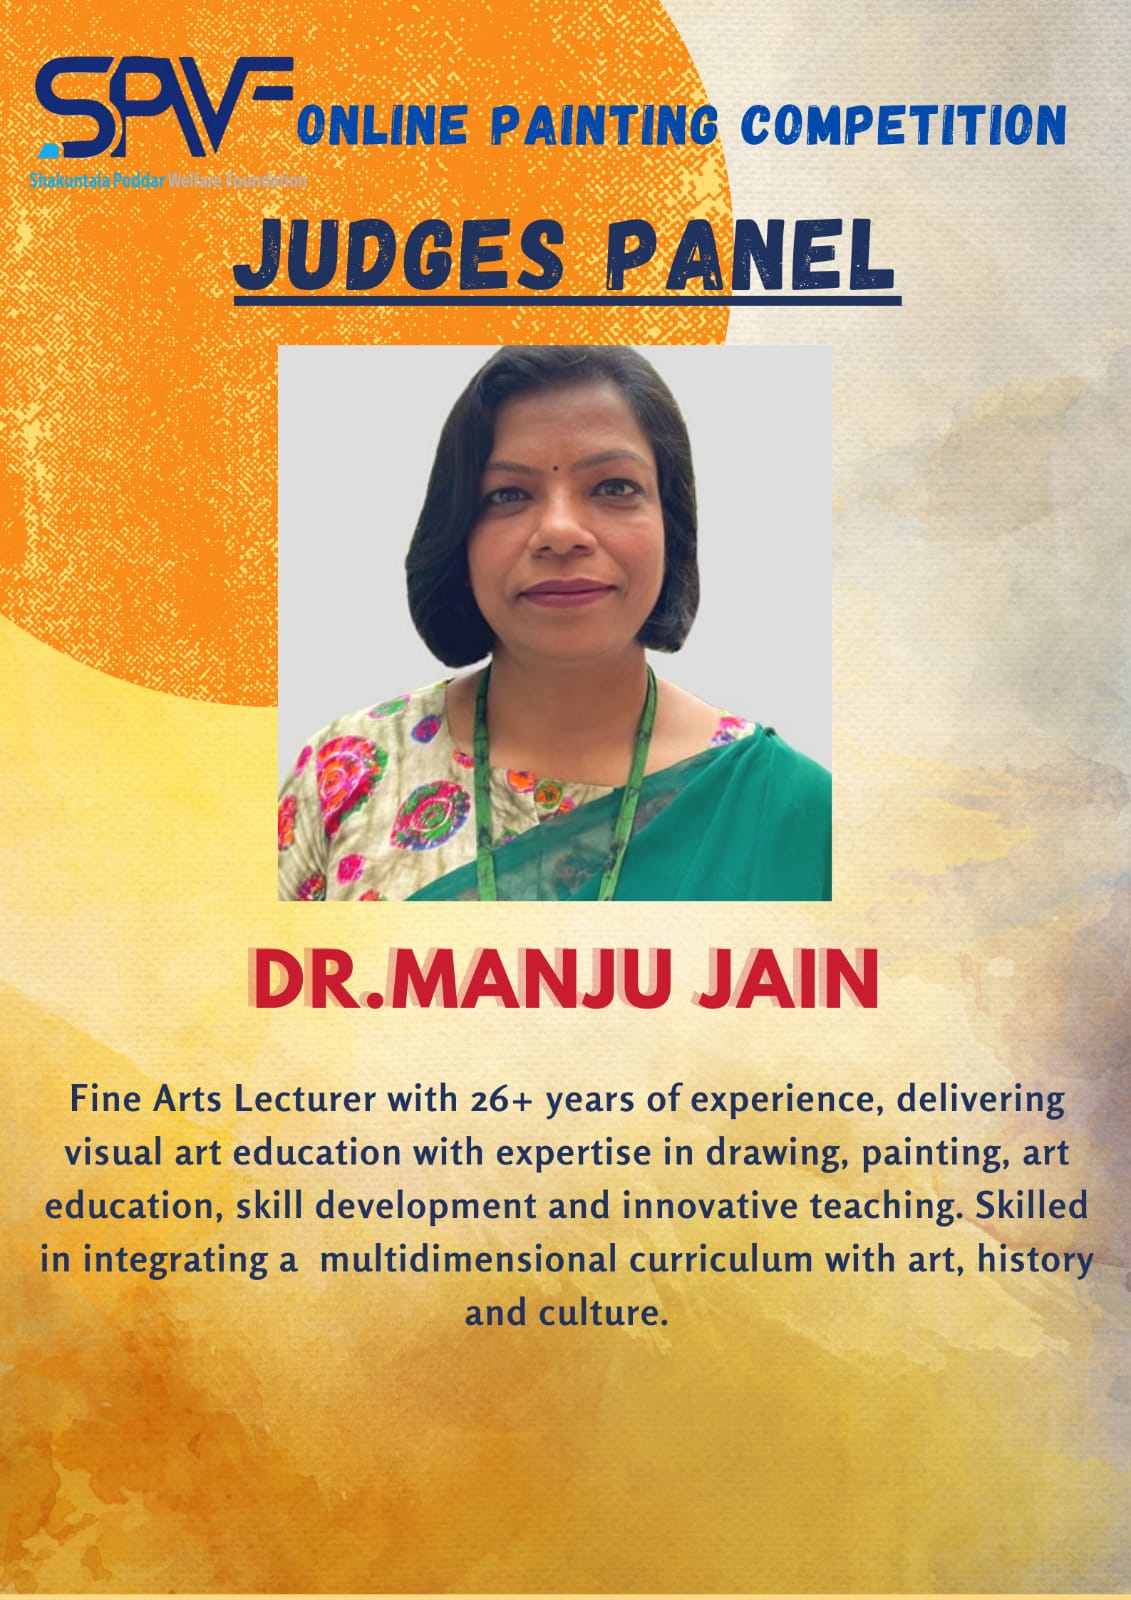 SPWF
ONLINE PAINTING COMPETITION
Shakuntala Poddar Welfare Foundation
JUDGES PANEL
DR.MANJU JAIN
Fine Arts Lecturer with 26+ years of experience, delivering
visual art education with expertise in drawing, painting, art
education, skill development and innovative teaching. Skilled
in integrating a  multidimensional curriculum with art, history
and culture.